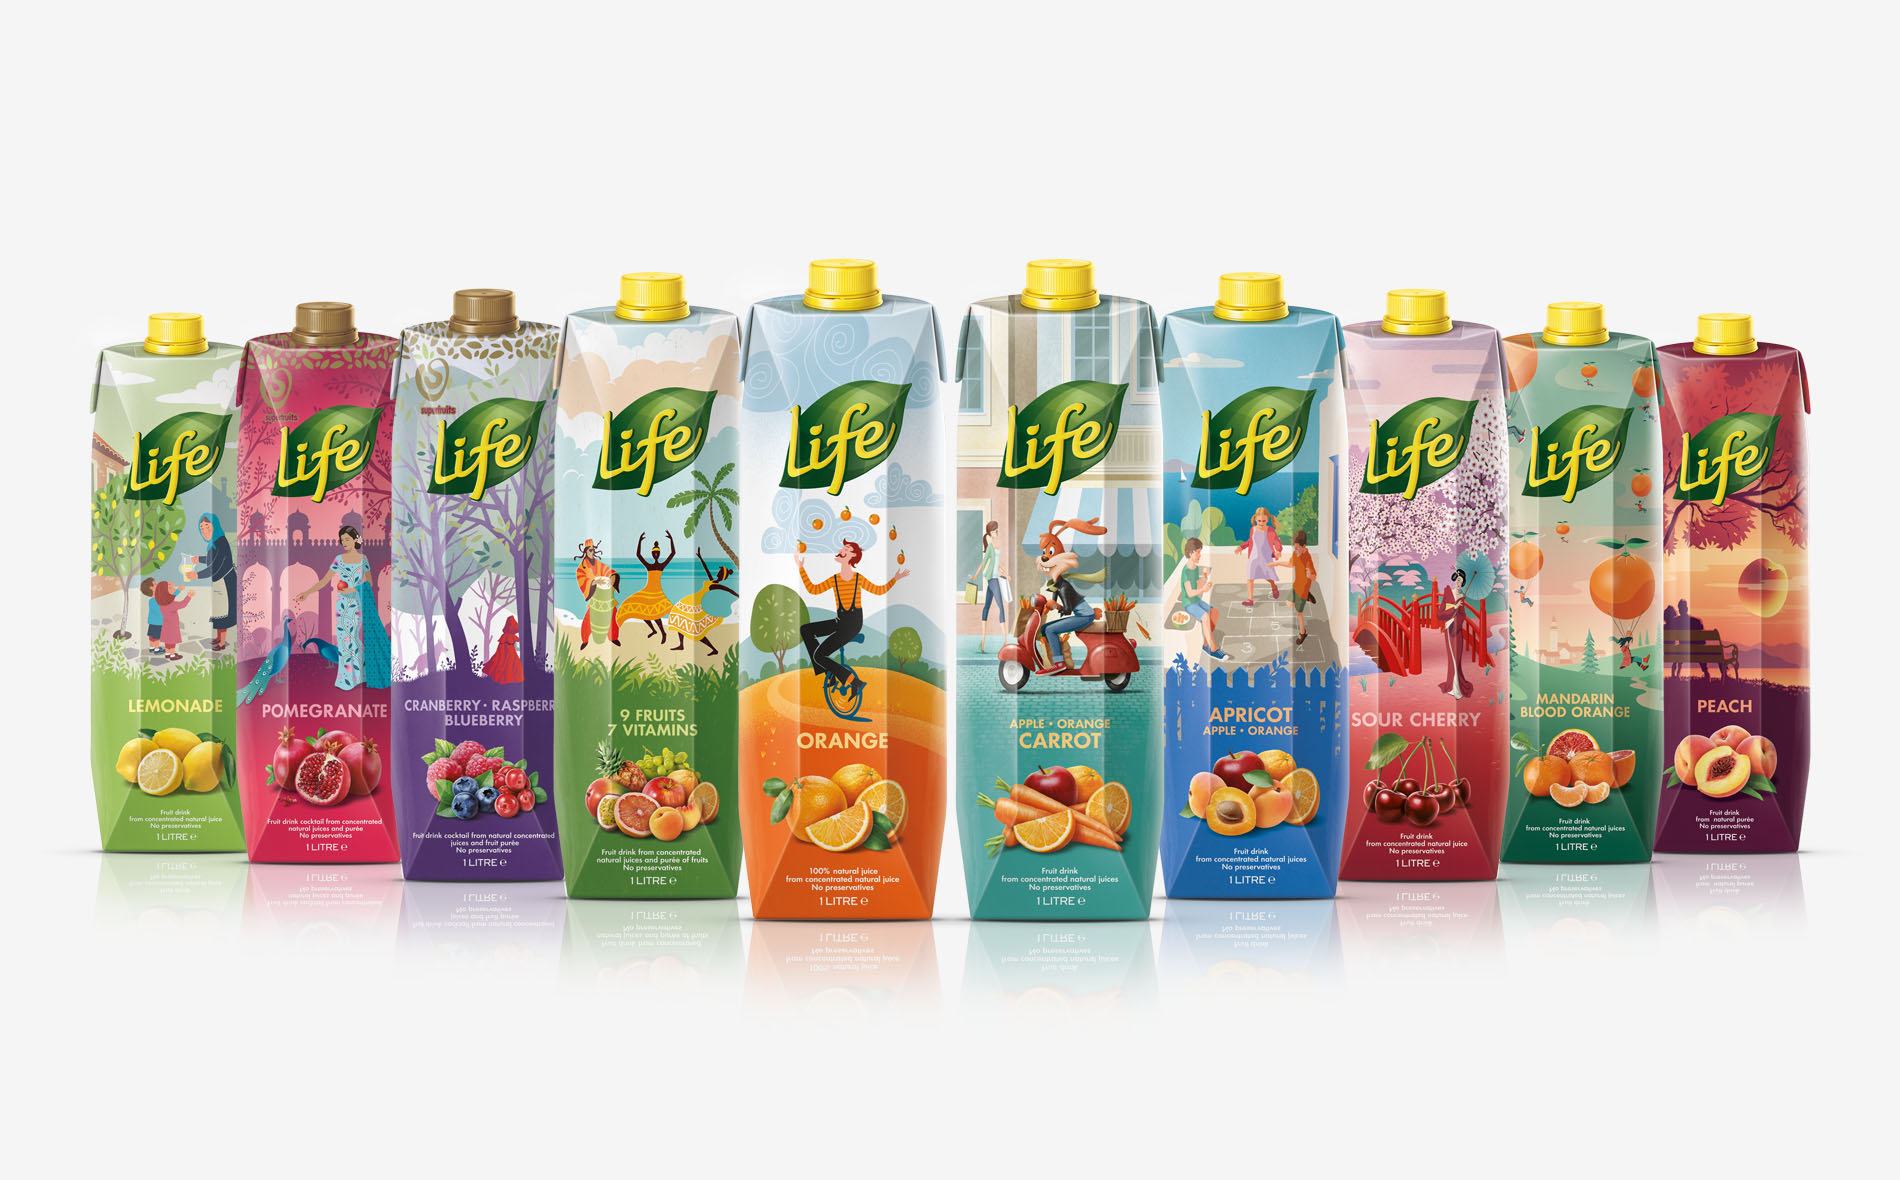 Life
LEMONADE
Fruit drink
from concentrated natural juice
No preservatives
1 LITRE ℮
superfruits
Life
POMEGRANATE
Fruit drink cocktail from concentrated
natural juices and purée
No preservatives
1 LITRE ℮
superfruits
Life
CRANBERRY • RASPBERR
BLUEBERRY
Fruit drink cocktail from natural concentrated
juices and fruit purée
No preservatives
1 LITRE ℮
Life
9 FRUITS
7 VITAMINS
Fruit drink from concentrated
natural juices and purée of fruits
No preservatives
1 LITRE ℮
Life
ORANGE
100% natural juice
from concentrated natural juice
No preservatives
1 LITRE ℮
Life
APPLE • ORANGE
CARROT
Fruit drink
from concentrated natural juices
No preservatives
1 LITRE ℮
Life
3
APRICOT
APPLE • ORANGE
Fruit drink
from concentrated natural juices
No preservatives
1 LITRE ℮
Life
SOUR CHERRY
Fruit drink
from concentrated natural juice
No preservatives
1 LITRE ℮
Life
MANDARIN
BLOOD ORANGE
Fruit drink
from concentrated natural juices
No preservatives
1 LITRE ℮
Life
PEACH
Fruit drink
from natural purée
No preservatives
1 LITRE ℮